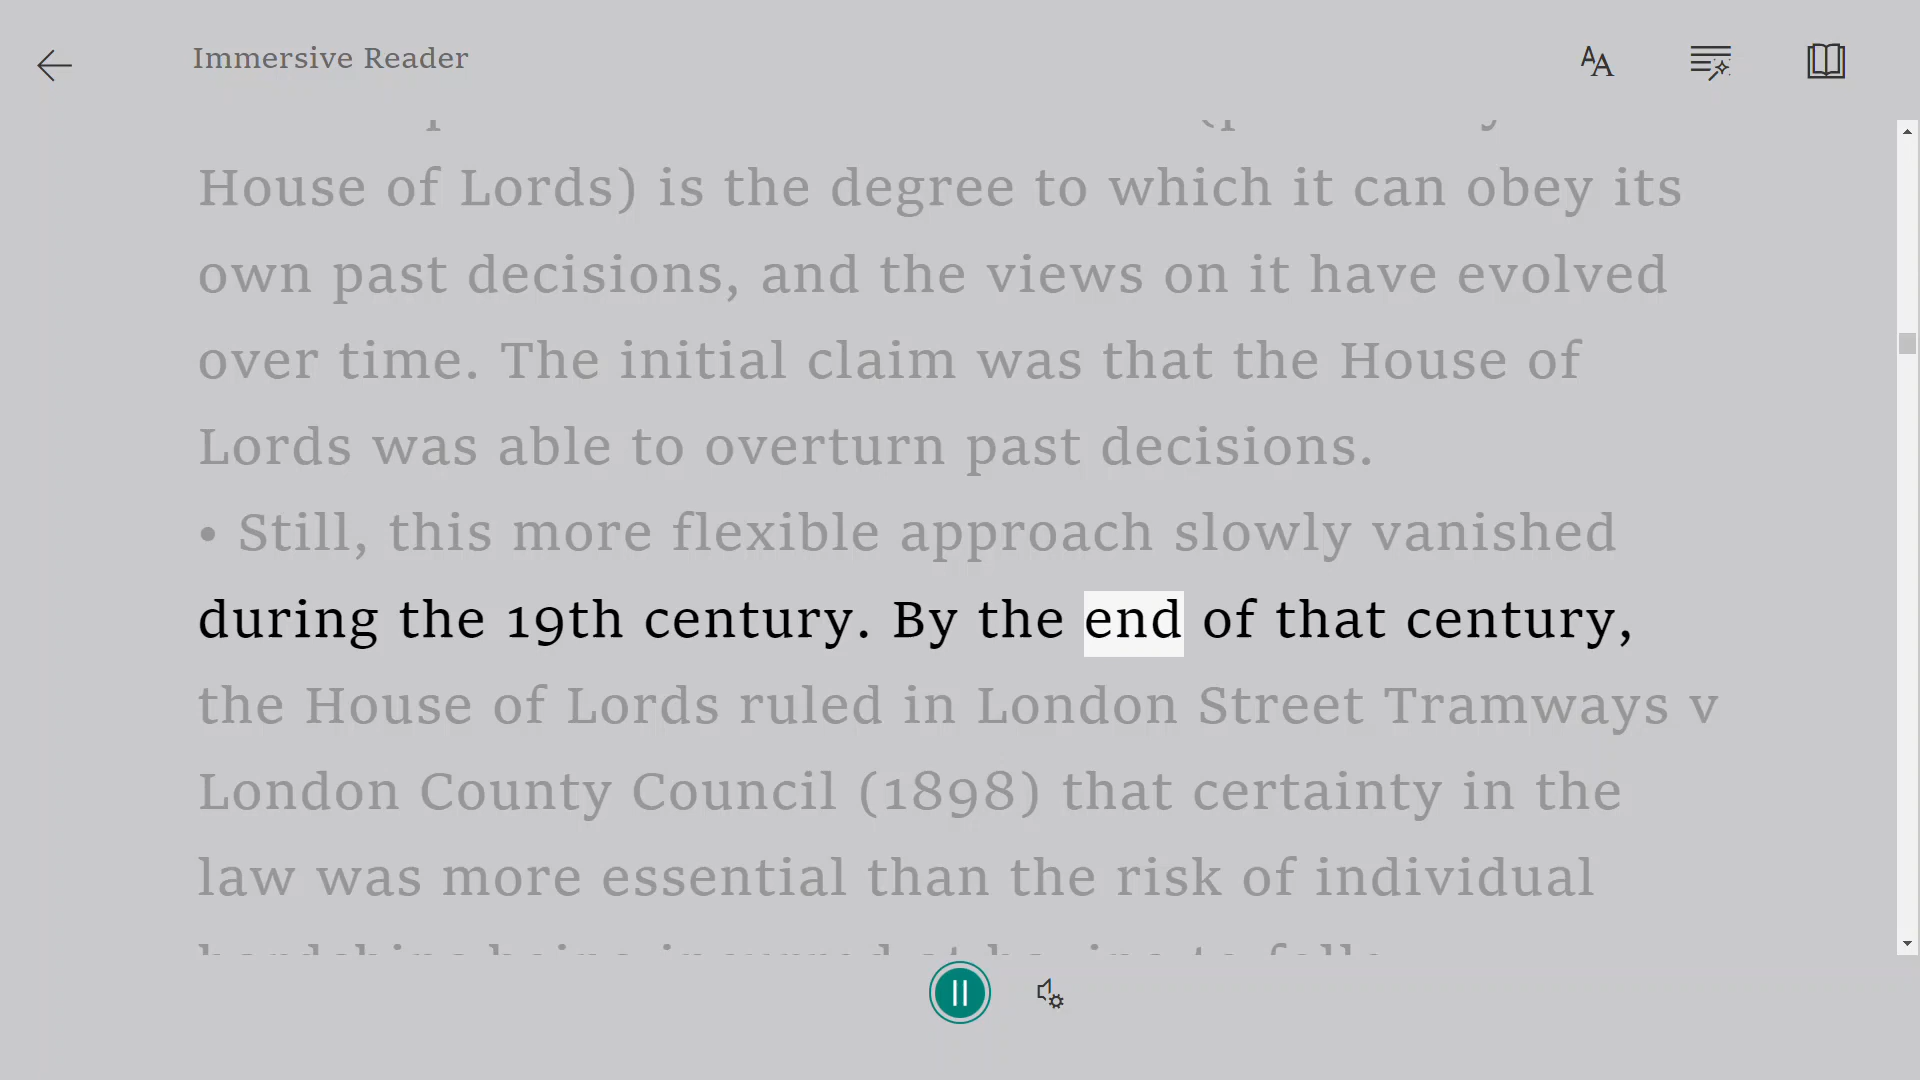 Immersive Reader
House of Lords) is the degree to which it can obey its
own past decisions, and the views on it have evolved
over time. The initial claim was that the House of
Lords was able to overturn past decisions.
• Still, this more flexible approach slowly vanished
during the 19th century. By the end of that century,
the House of Lords ruled in London Street Tramways v
London County Council (1898) that certainty in the
law was more essential than the risk of individual